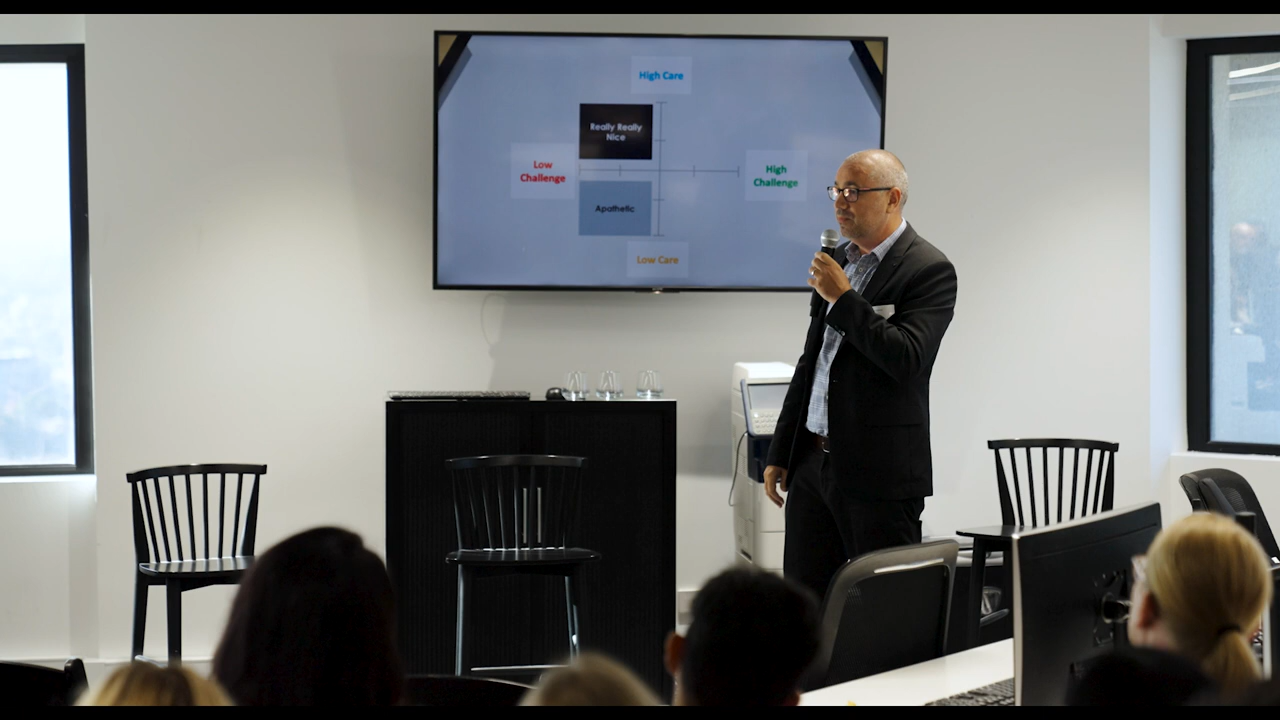 High Care
Really Really
Nice
Low
Challenge
High
Challenge
Apathetic
Low Care